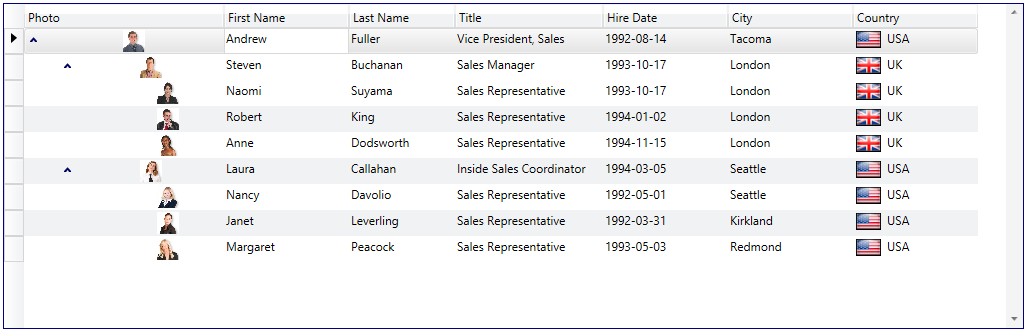 Photo First Name Last Name Title Hire Date City Country
Andrew Fuller Vice President, Sales 1992-08-14 Tacoma USA
Steven Buchanan Sales Manager 1993-10-17 London UK
Naomi Suyama Sales Representative 1993-10-17 London UK
Robert King Sales Representative 1994-01-02 London UK
Anne Dodsworth Sales Representative 1994-11-15 London UK
Laura Callahan Inside Sales Coordinator 1994-03-05 Seattle USA
Nancy Davolio Sales Representative 1992-05-01 Seattle USA
Janet Leverling Sales Representative 1992-03-31 Kirkland USA
Margaret Peacock Sales Representative 1993-05-03 Redmond USA